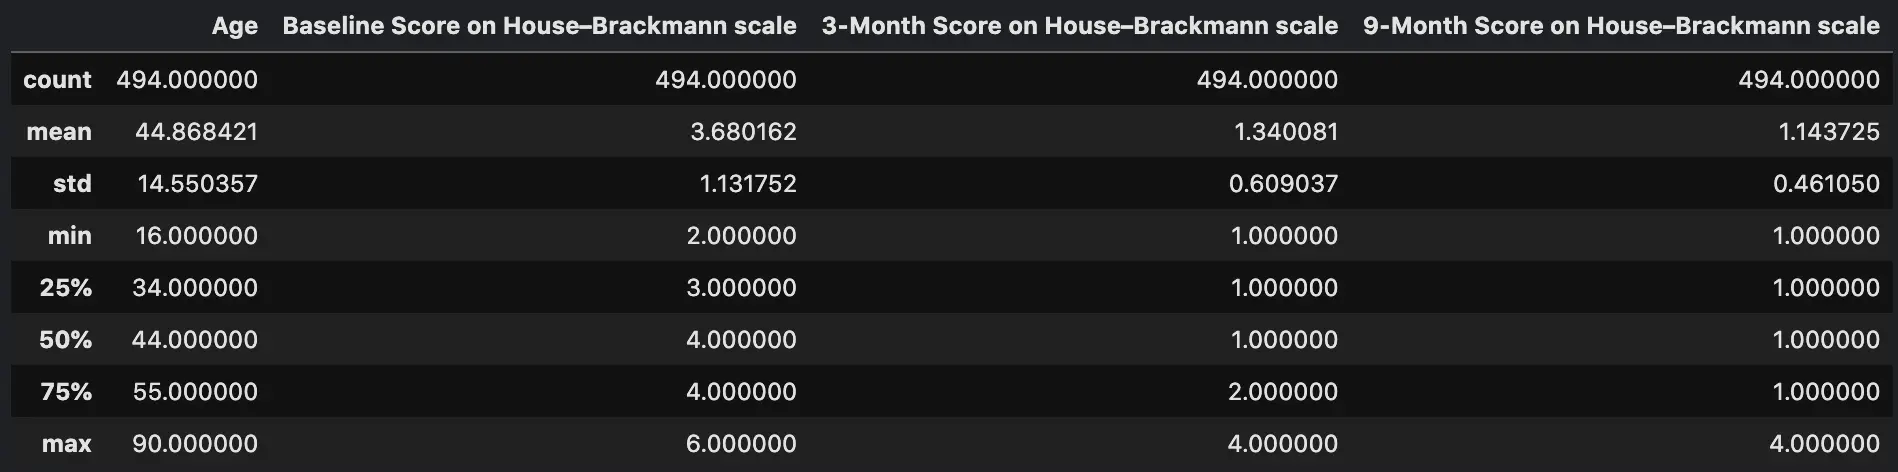 Age Baseline Score on House–Brackmann scale 3-Month Score on House–Brackmann scale 9-Month Score on House–Brackmann scale
count 494.000000 494.000000 494.000000 494.000000
mean 44.868421 3.680162 1.340081 1.143725
std 14.550357 1.131752 0.609037 0.461050
min 16.000000 2.000000 1.000000 1.000000
25% 34.000000 3.000000 1.000000 1.000000
50% 44.000000 4.000000 1.000000 1.000000
75% 55.000000 4.000000 2.000000 1.000000
max 90.000000 6.000000 4.000000 4.000000